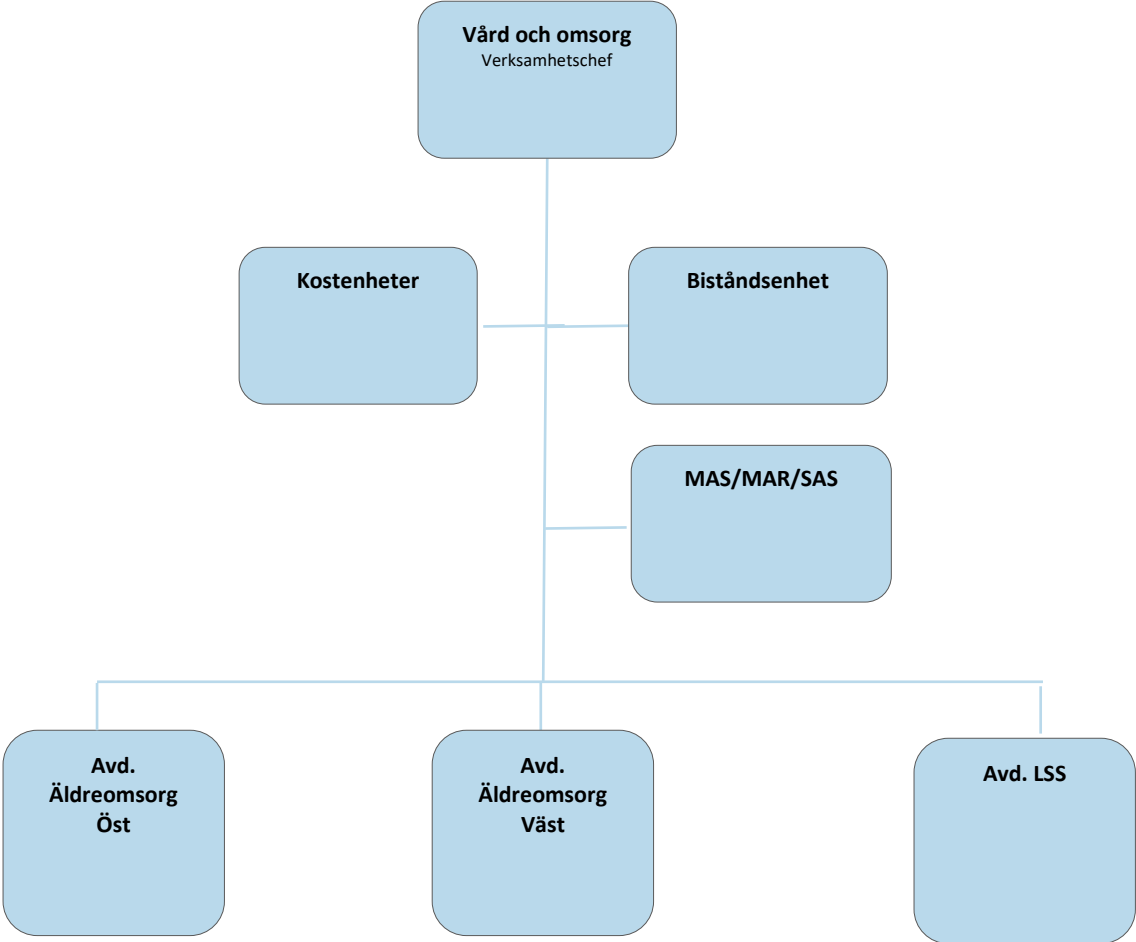 Vård och omsorg
Verksamhetschef
Kostenheter
Biståndsenhet
MAS/MAR/SAS
Avd.
Äldreomsorg
Öst
Avd.
Äldreomsorg
Väst
Avd. LSS